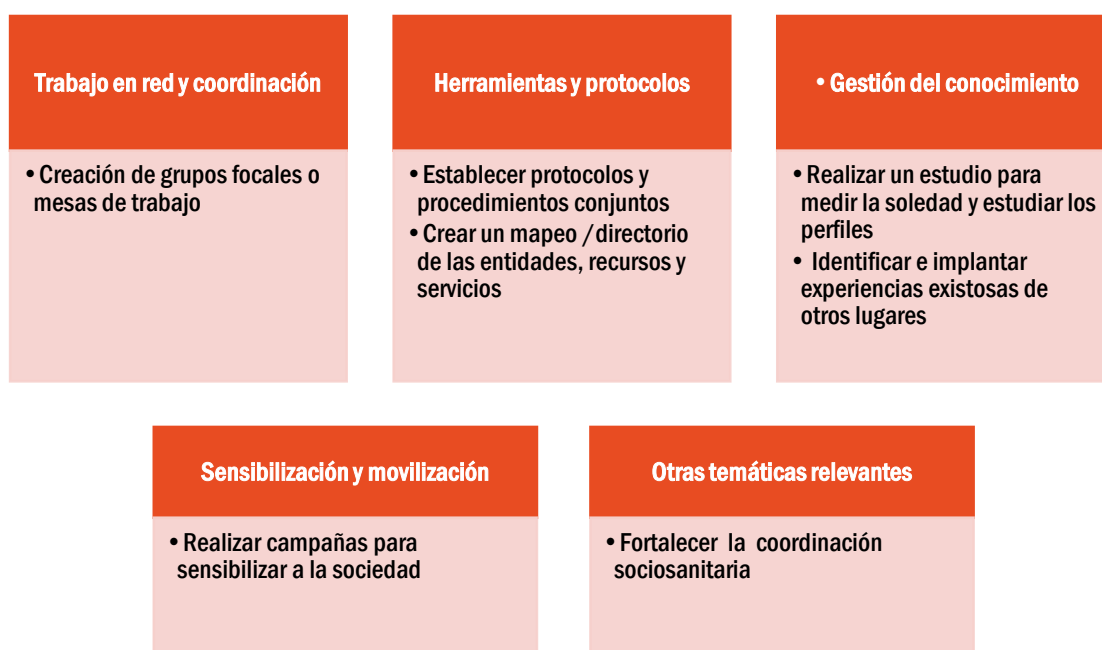 Trabajo en red y coordinación
• Creación de grupos focales o
mesas de trabajo
Herramientas y protocolos
• Establecer protocolos y
procedimientos conjuntos
• Crear un mapeo / directorio
de las entidades, recursos y
servicios
• Gestión del conocimiento
• Realizar un estudio para
medir la soledad y estudiar los
perfiles
• Identificar e implantar
experiencias existosas de
otros lugares
Sensibilización y movilización
• Realizar campañas para
sensibilizar a la sociedad
Otras temáticas relevantes
• Fortalecer la coordinación
sociosanitaria